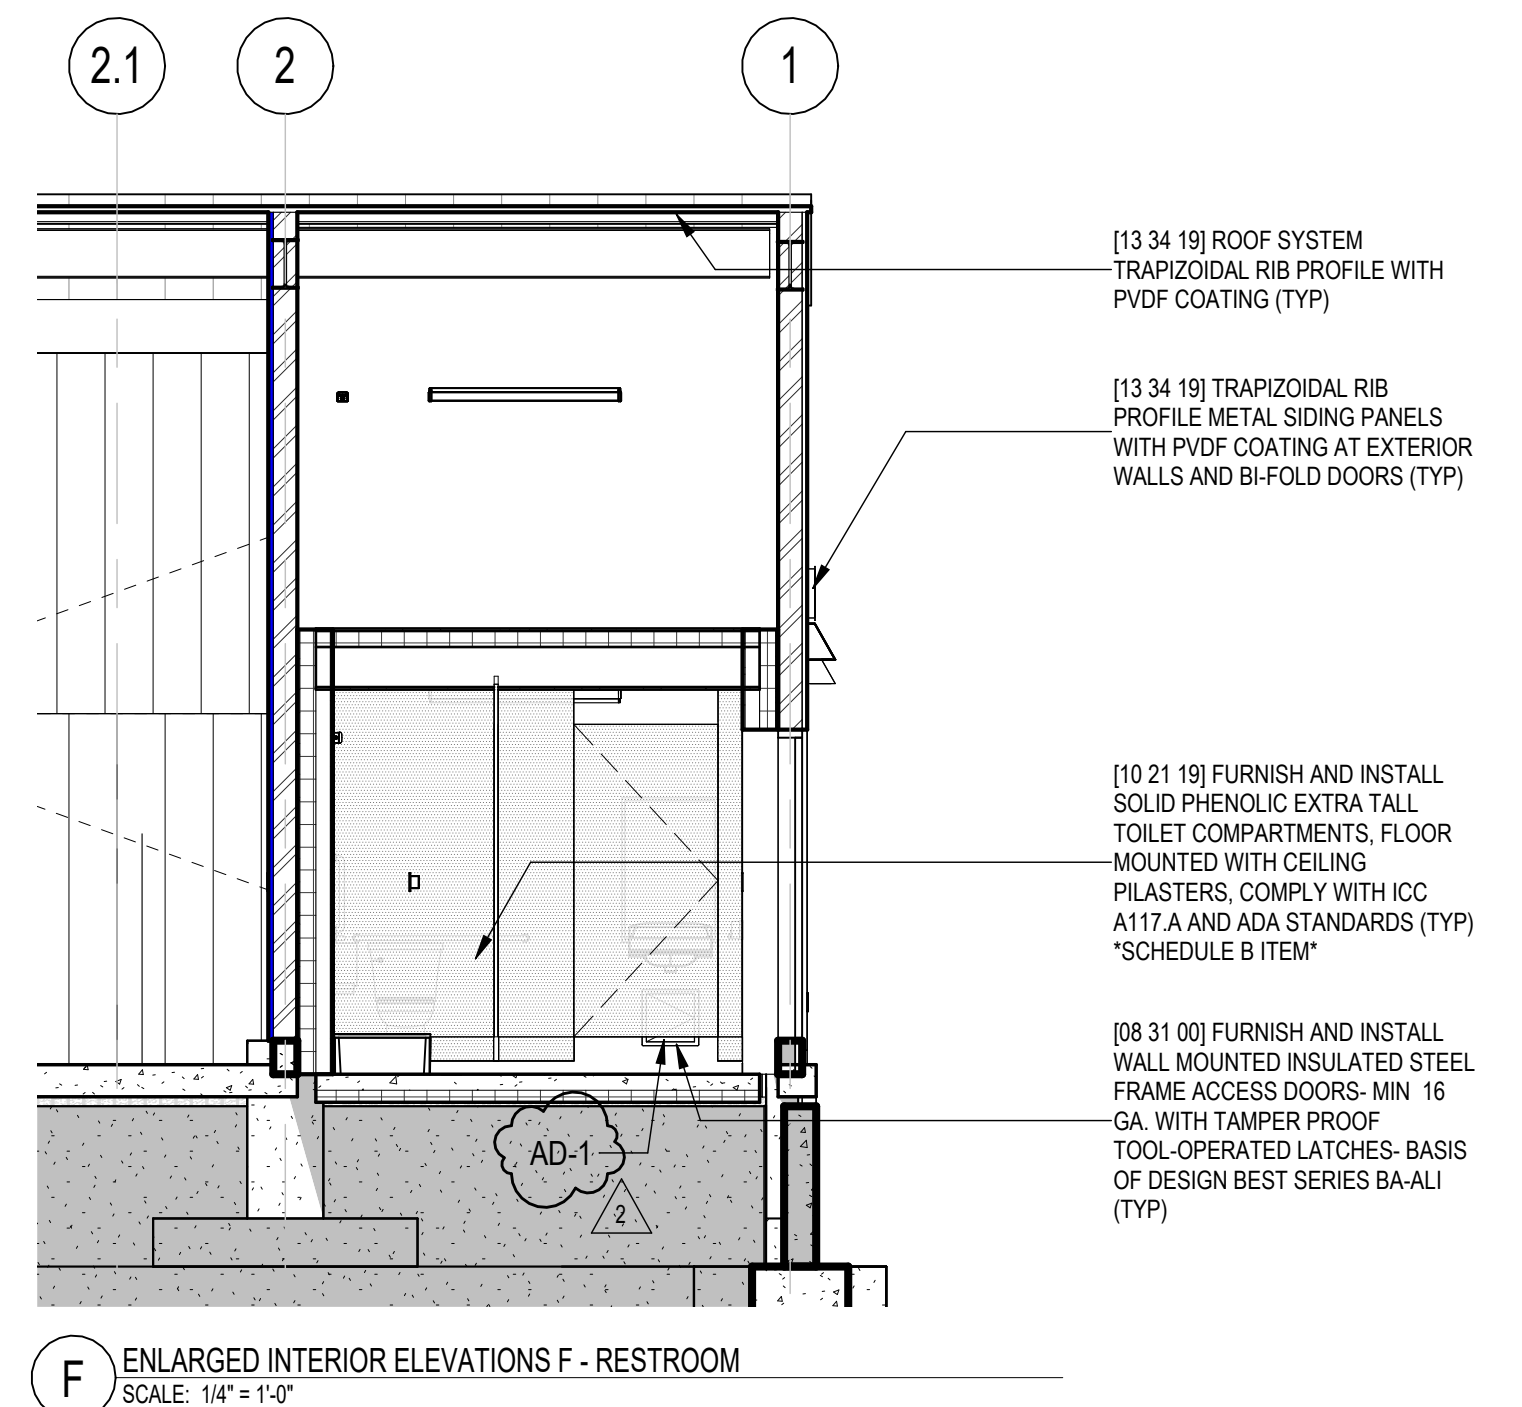 2.1
2
1
[13 34 19] ROOF SYSTEM
TRAPIZOIDAL RIB PROFILE WITH
PVDF COATING (TYP)
[13 34 19] TRAPIZOIDAL RIB
PROFILE METAL SIDING PANELS
WITH PVDF COATING AT EXTERIOR
WALLS AND BI-FOLD DOORS (TYP)
[10 21 19] FURNISH AND INSTALL
SOLID PHENOLIC EXTRA TALL
TOILET COMPARTMENTS, FLOOR
MOUNTED WITH CEILING
PILASTERS, COMPLY WITH ICC
A117.A AND ADA STANDARDS (TYP)
*SCHEDULE B ITEM*
[08 31 00] FURNISH AND INSTALL
WALL MOUNTED INSULATED STEEL
FRAME ACCESS DOORS- MIN 16
GA. WITH TAMPER PROOF
TOOL-OPERATED LATCHES- BASIS
OF DESIGN BEST SERIES BA-ALI
(TYP)
AD-1
2
F
ENLARGED INTERIOR ELEVATIONS F - RESTROOM
SCALE: 1/4" = 1'-0"